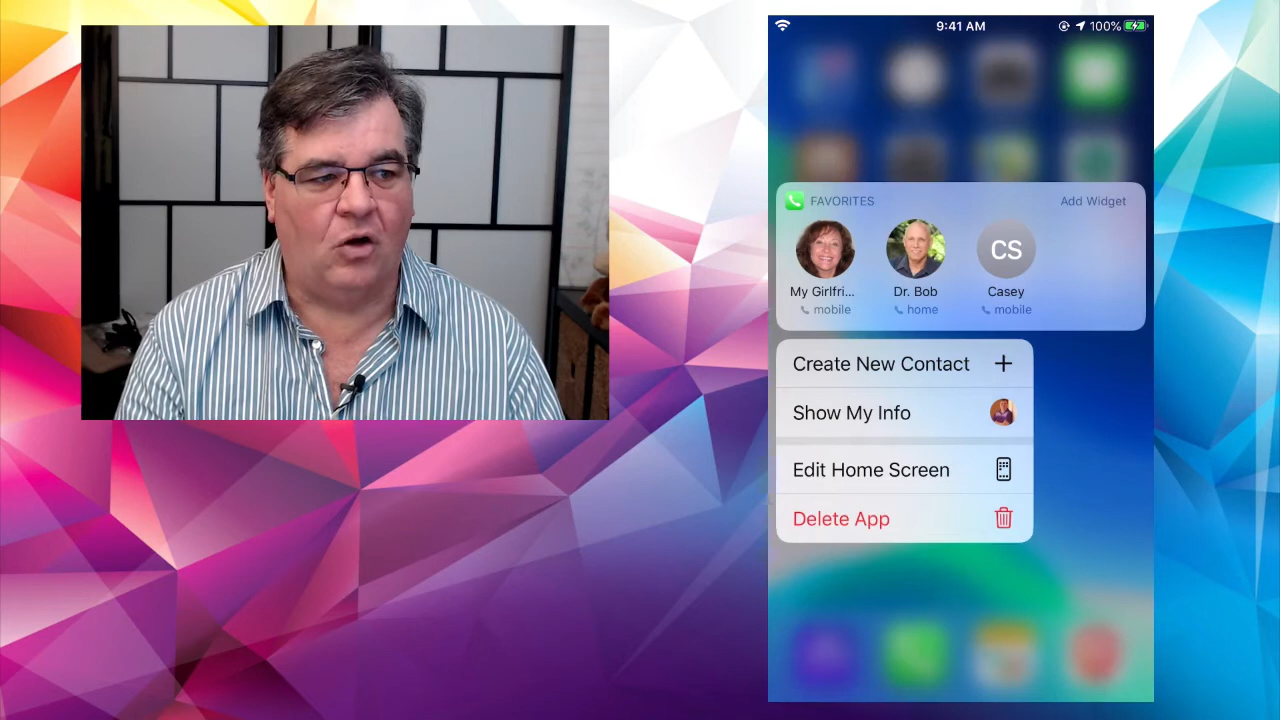 9:41 AM
100%
FAVORITES
Add Widget
CS
My Girlfri...
Dr. Bob
Casey
mobile
home
mobile
Create New Contact
Show My Info
Edit Home Screen
Delete App